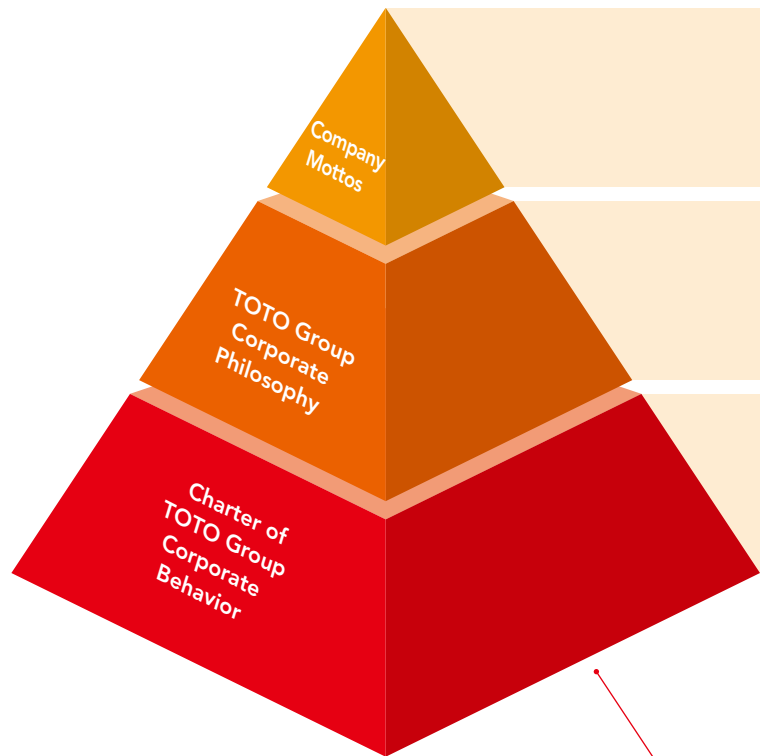 Company
Mottos
TOTO Group
Corporate
Philosophy
Charter of
TOTO Group
Corporate
Behavior